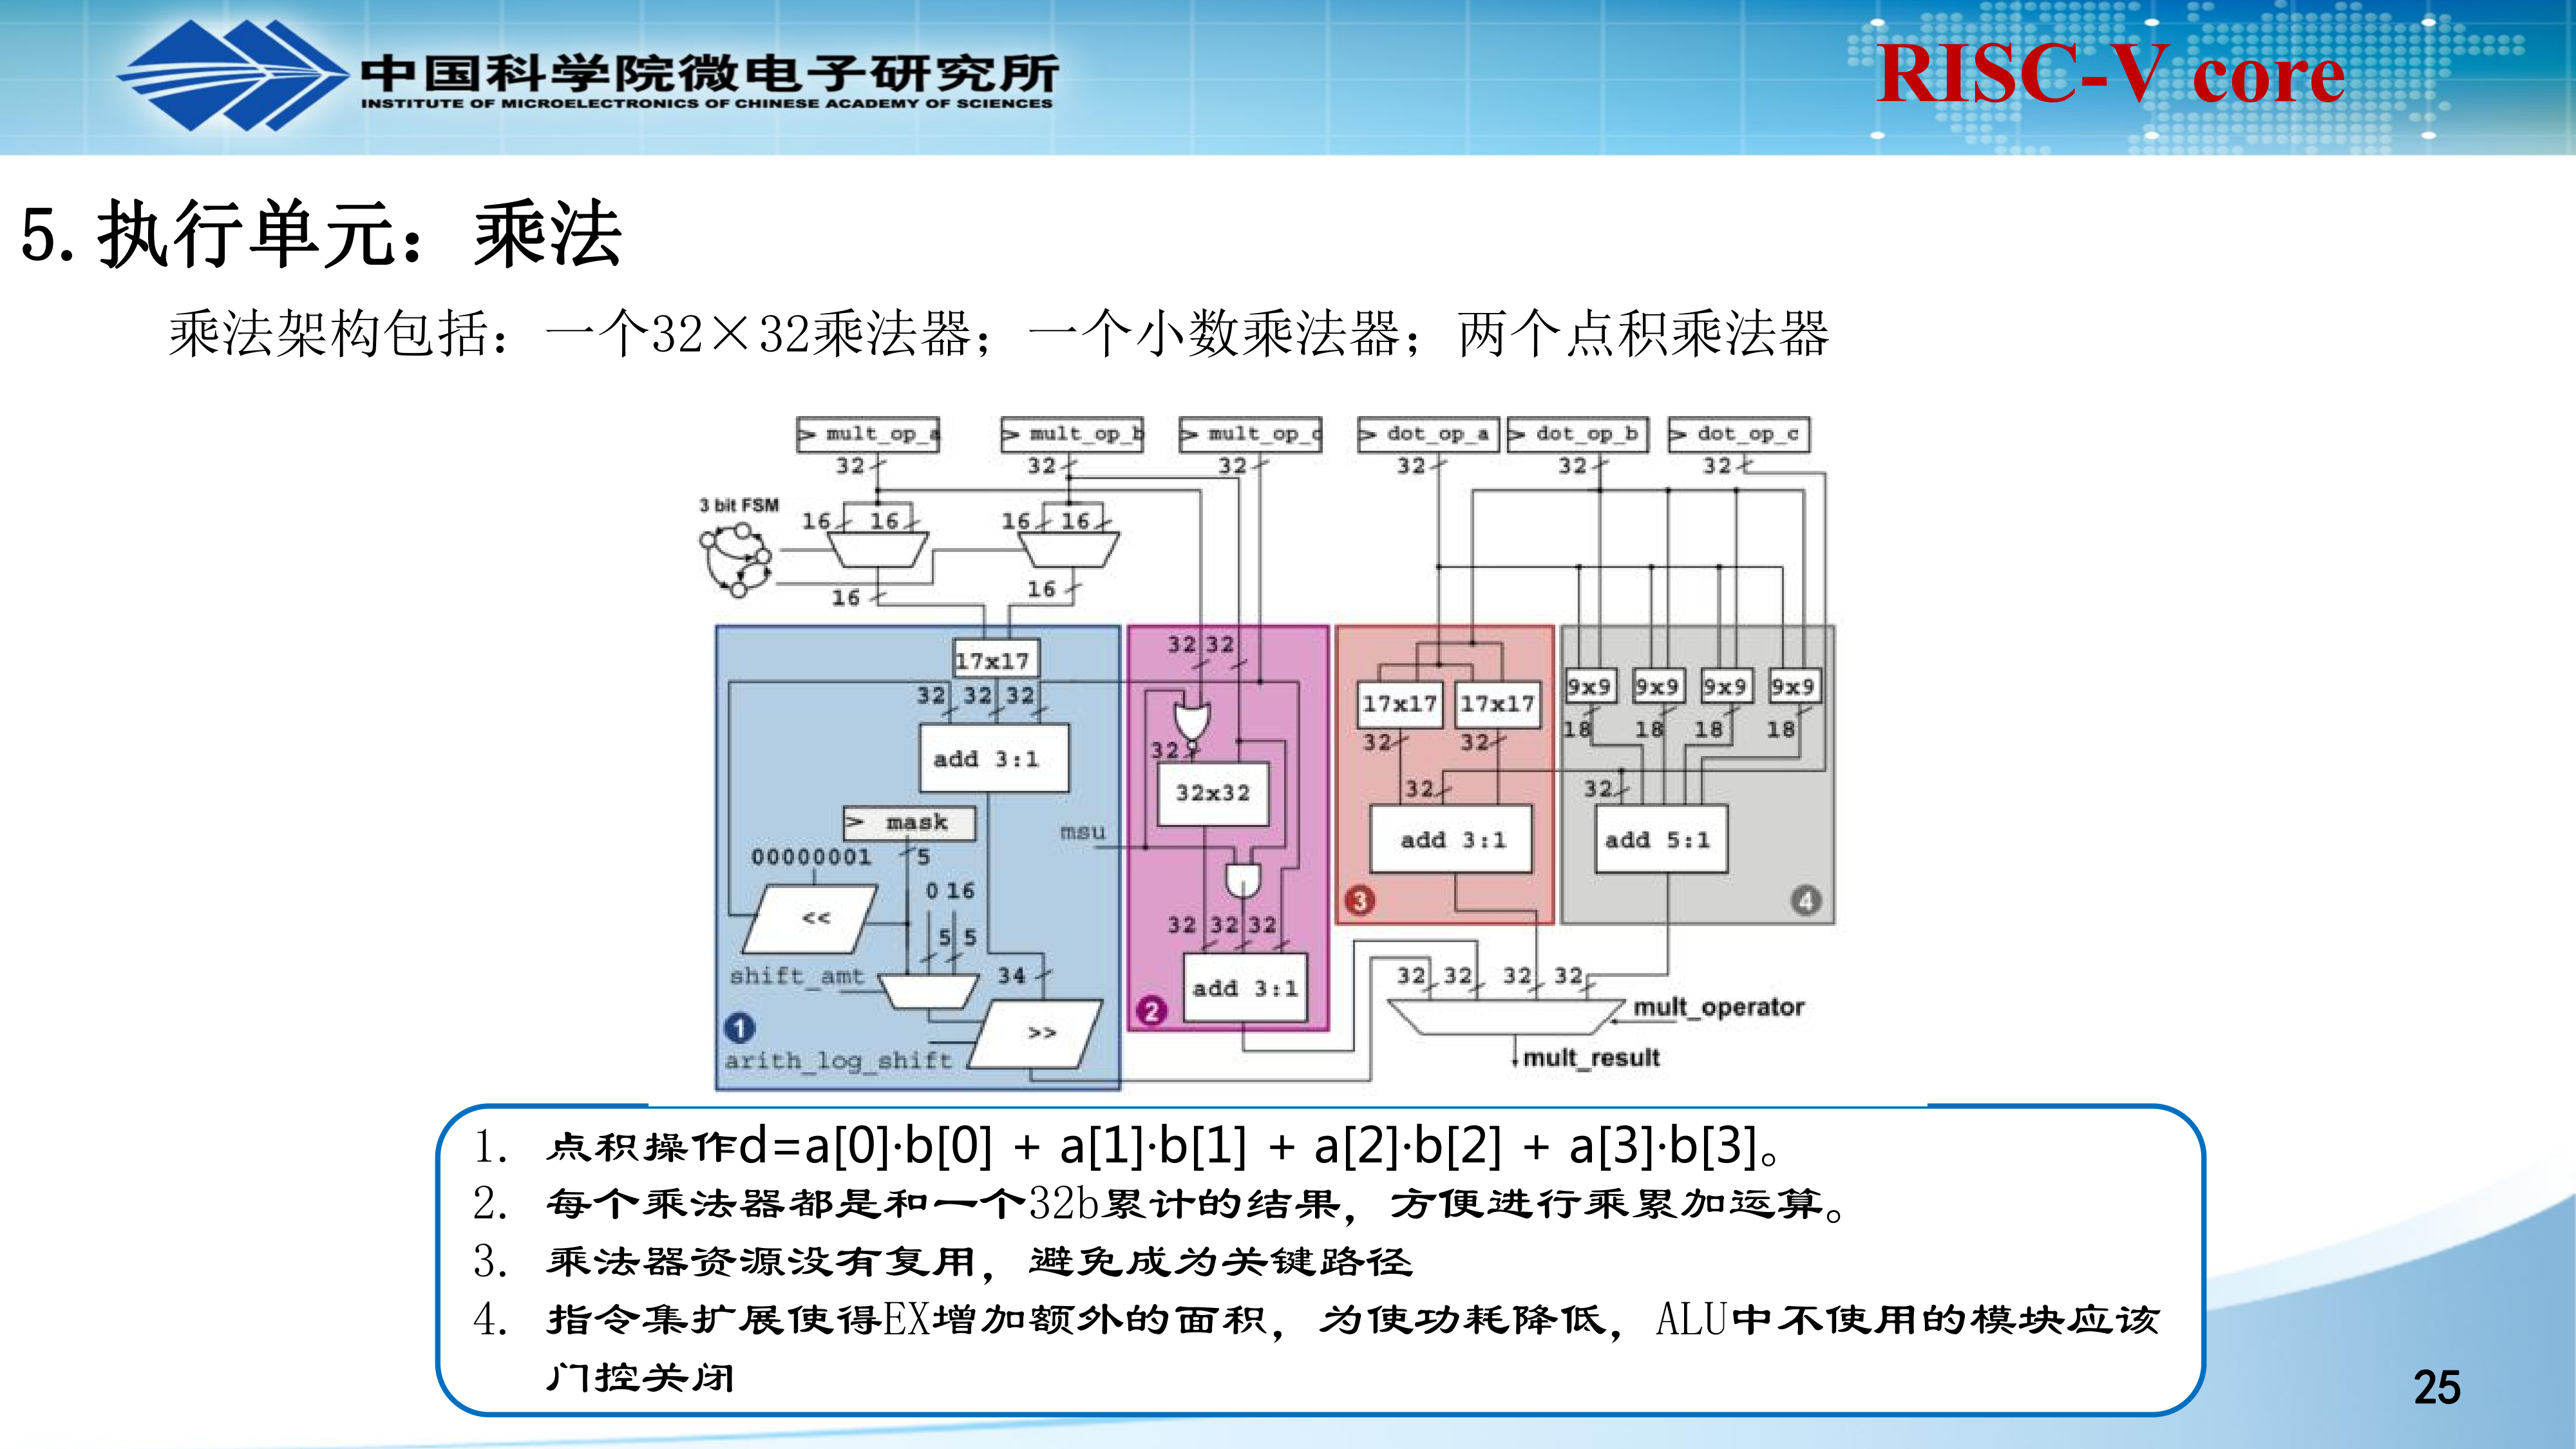 中国科学院微电子研究所
INSTITUTE OF MICROELECTRONICS OF CHINESE ACADEMY OF SCIENCES
RISC-V core
5.执行单元：乘法
乘法架构包括：一个32×32乘法器；一个小数乘法器；两个点积乘法器
> mult_op_a > mult_op_b > mult_op_c > dot_op_a > dot_op_b > dot_op_c
32 32 32 32 32 32
3 bit FSM
16 16 16 16
16 16
17x17
32 32 32
add 3:1
> mask
00000001 5
0 16
<<
5 5
shift_amt
34
>>
1
arith_log_shift
32 32
32
32x32
msu
32 32 32
add 3:1
2
17x17 17x17
32 32
32
add 3:1
3
9x9 9x9 9x9 9x9
18 18 18 18
32
add 5:1
4
32 32 32 32
mult_operator
mult_result
1. 点积操作d=a[0]·b[0] + a[1]·b[1] + a[2]·b[2] + a[3]·b[3]。
2. 每个乘法器都是和一个32b累计的结果，方便进行乘累加运算。
3. 乘法器资源没有复用，避免成为关键路径
4. 指令集扩展使得EX增加额外的面积，为使功耗降低，ALU中不使用的模块应该
门控关闭
25